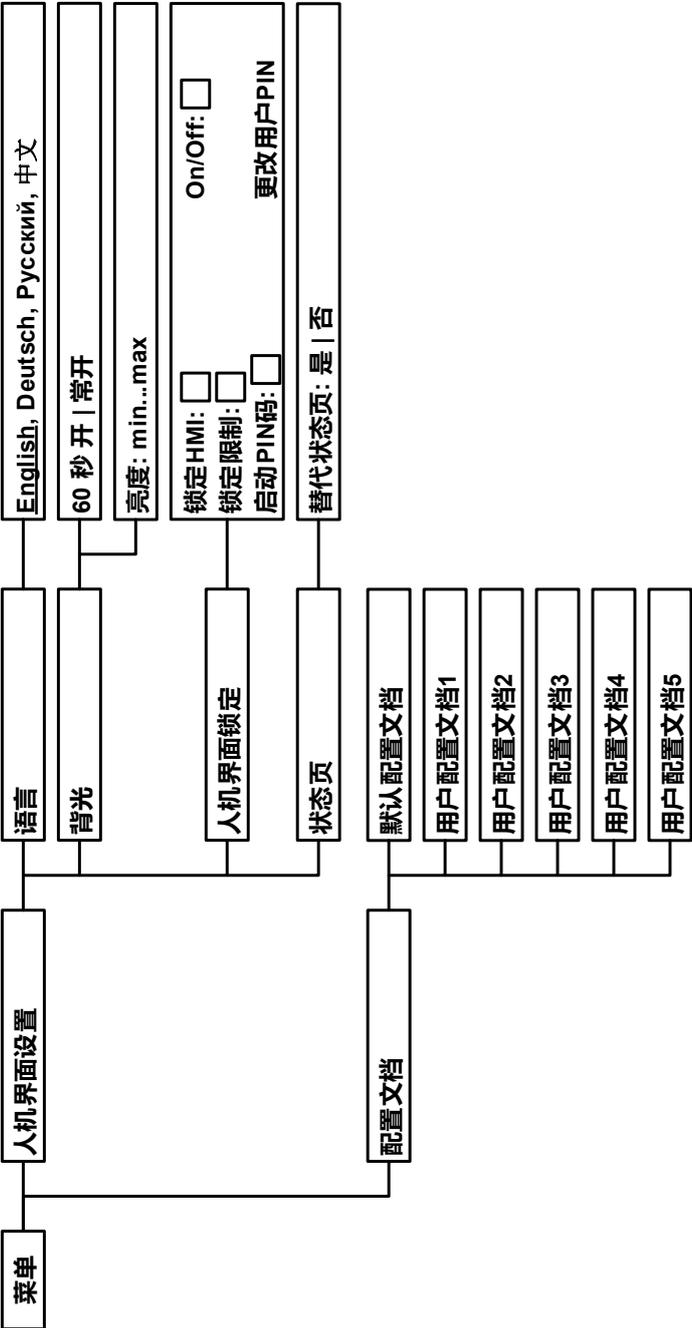 菜单
人机界面设置
语言
English, Deutsch, Русский, 中文
背光
60 秒 开 | 常开
亮度: min...max
人机界面锁定
锁定HMI:
On/Off:
锁定限制:
启动PIN码:
更改用户PIN
状态页
替代状态页: 是 | 否
配置文档
默认配置文档
用户配置文档1
用户配置文档2
用户配置文档3
用户配置文档4
用户配置文档5